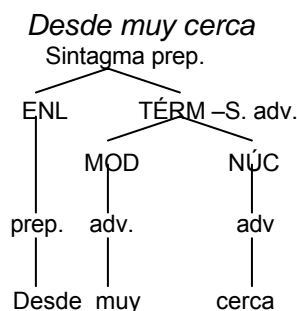 Desde muy cerca
Sintagma prep.
ENL TÉRM –S. adv.
MOD NÚC
prep. adv. adv
Desde muy cerca